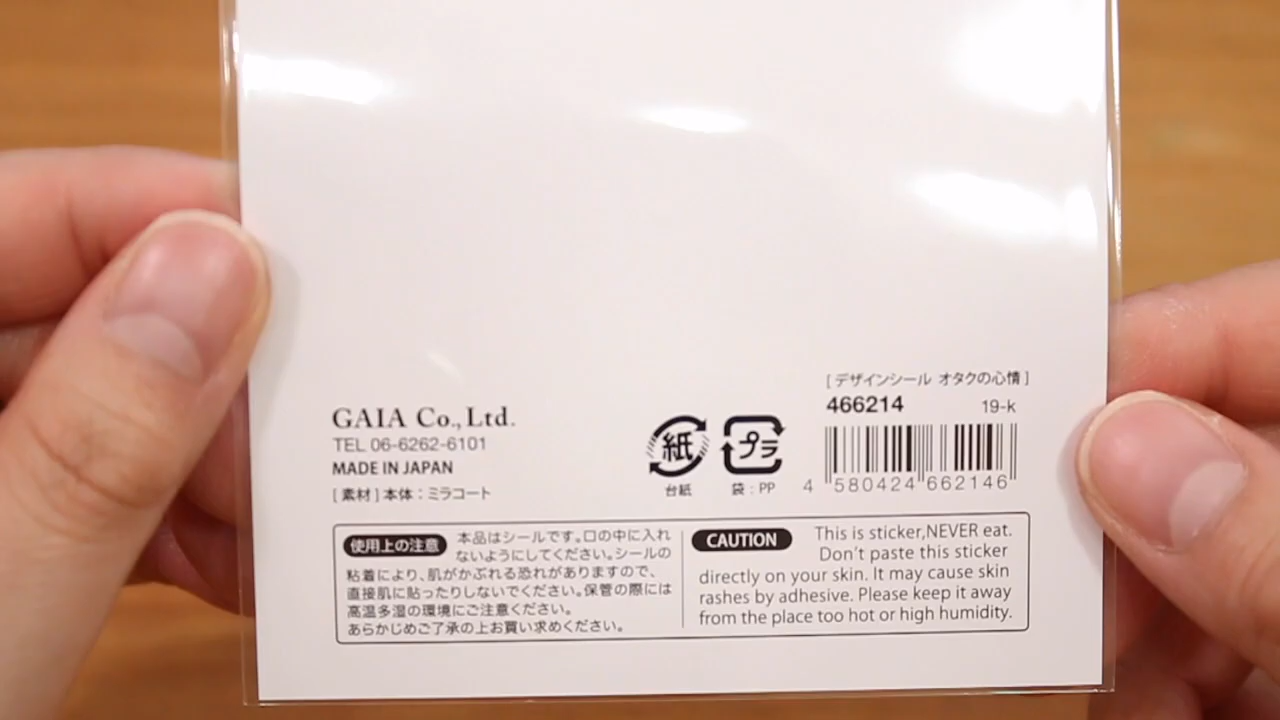 [ デザインシール オタクの心情 ]
466214 19-k
4 580424 662146
GAIA Co., Ltd.
TEL 06-6262-6101
MADE IN JAPAN
[ 素材 ] 本体：ミラコート
紙
台紙
プラ
袋：PP
使用上の注意 本品はシールです。口の中に入れ
ないようにしてください。シールの
粘着により、肌がかぶれる恐れがありますので、
直接肌に貼ったりしないでください。保管の際には
高温多湿の環境にご注意ください。
あらかじめご了承の上お買い求めください。
CAUTION This is sticker,NEVER eat.
Don't paste this sticker
directly on your skin. It may cause skin
rashes by adhesive. Please keep it away
from the place too hot or high humidity.